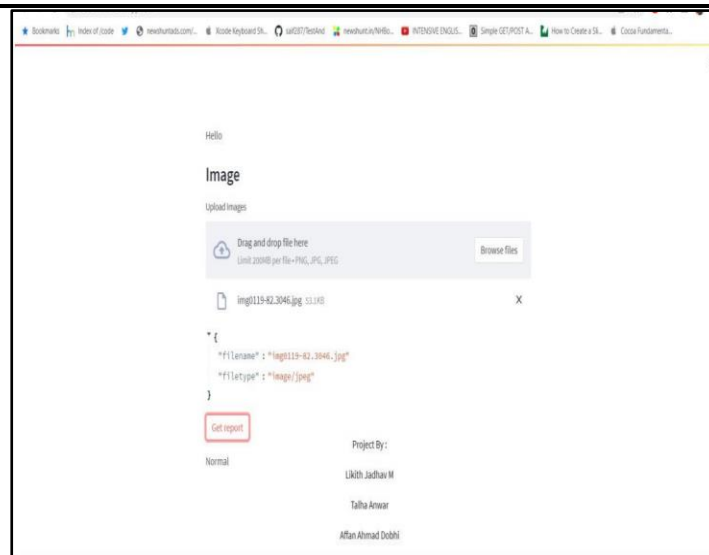 Bookmarks Index of /code newshuntads.com/... Xcode Keyboard Sh... saif287/TestAnd newshunt.in/NHBo... INTENSIVE ENGLIS... Simple GET/POST A... How to Create a Sli... Cocoa Fundamenta...
Hello
Image
Upload Images
Drag and drop file here
Limit 200MB per file • PNG, JPG, JPEG
Browse files
img0119-82.3046.jpg 53.1KB X
{
"filename" : "img0119-82.3046.jpg"
"filetype" : "image/jpeg"
}
Get report
Normal
Project By :
Likith Jadhav M
Talha Anwar
Affan Ahmad Dobhi